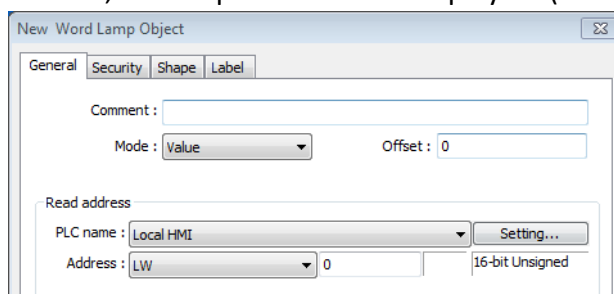 New Word Lamp Object
General Security Shape Label
Comment :
Mode : Value Offset : 0
Read address
PLC name : Local HMI Setting...
Address : LW 0 16-bit Unsigned